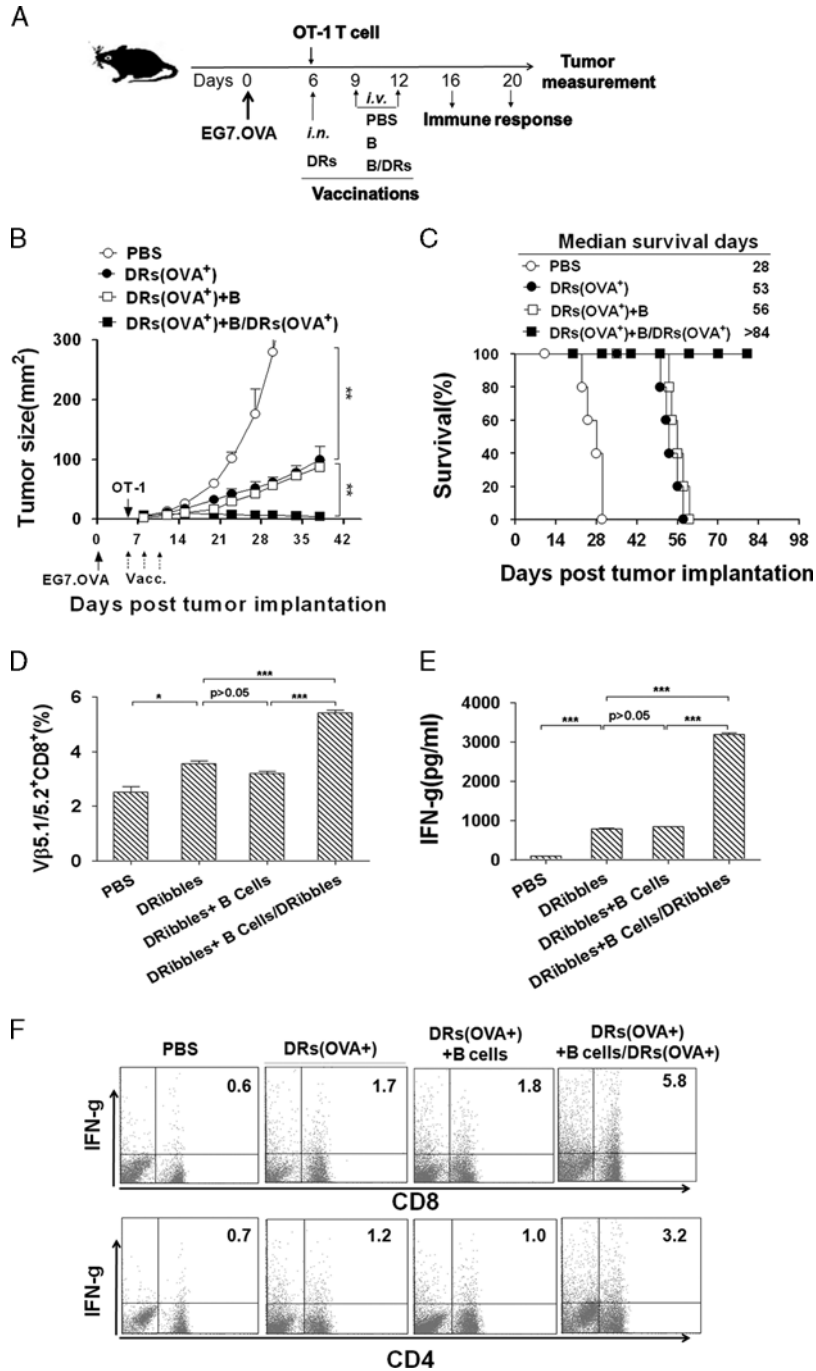 A
OT-1 T cell
Days 0 6 9 12 16 20
Tumor measurement
EG7.OVA
i.n.
i.v.
DRs
PBS
B
B/DRs
Immune response
Vaccinations
B
PBS
DRs(OVA+)
DRs(OVA+)+B
DRs(OVA+)+B/DRs(OVA+)
Tumor size(mm²)
300
200
100
0
**
**
OT-1
0 7 14 21 28 35 42
EG7.OVA
Vacc.
Days post tumor implantation
C
Median survival days
PBS 28
DRs(OVA+) 53
DRs(OVA+)+B 56
DRs(OVA+)+B/DRs(OVA+) >84
Survival(%)
100
80
60
40
20
0
0 14 28 42 56 70 84 98
Days post tumor implantation
D
Vβ5.1/5.2+CD8+(%)
6
4
2
0
***
* p>0.05 ***
PBS
DRibbles
DRibbles+ B Cells
DRibbles+ B Cells/DRibbles
E
IFN-g(pg/ml)
4000
3000
2000
1000
0
***
*** p>0.05 ***
PBS
DRibbles
DRibbles+B Cells
DRibbles+B Cells/DRibbles
F
PBS
DRs(OVA+)
DRs(OVA+) +B cells
DRs(OVA+) +B cells/DRs(OVA+)
IFN-g
0.6 1.7 1.8 5.8
CD8
IFN-g
0.7 1.2 1.0 3.2
CD4